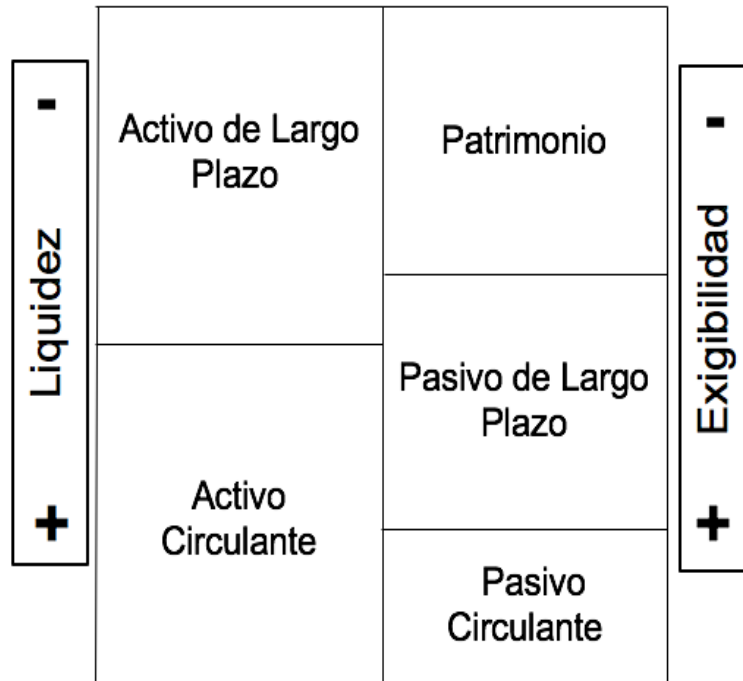 -
Liquidez
+
Activo de Largo
Plazo
Activo
Circulante
Patrimonio
Pasivo de Largo
Plazo
Pasivo
Circulante
-
Exigibilidad
+